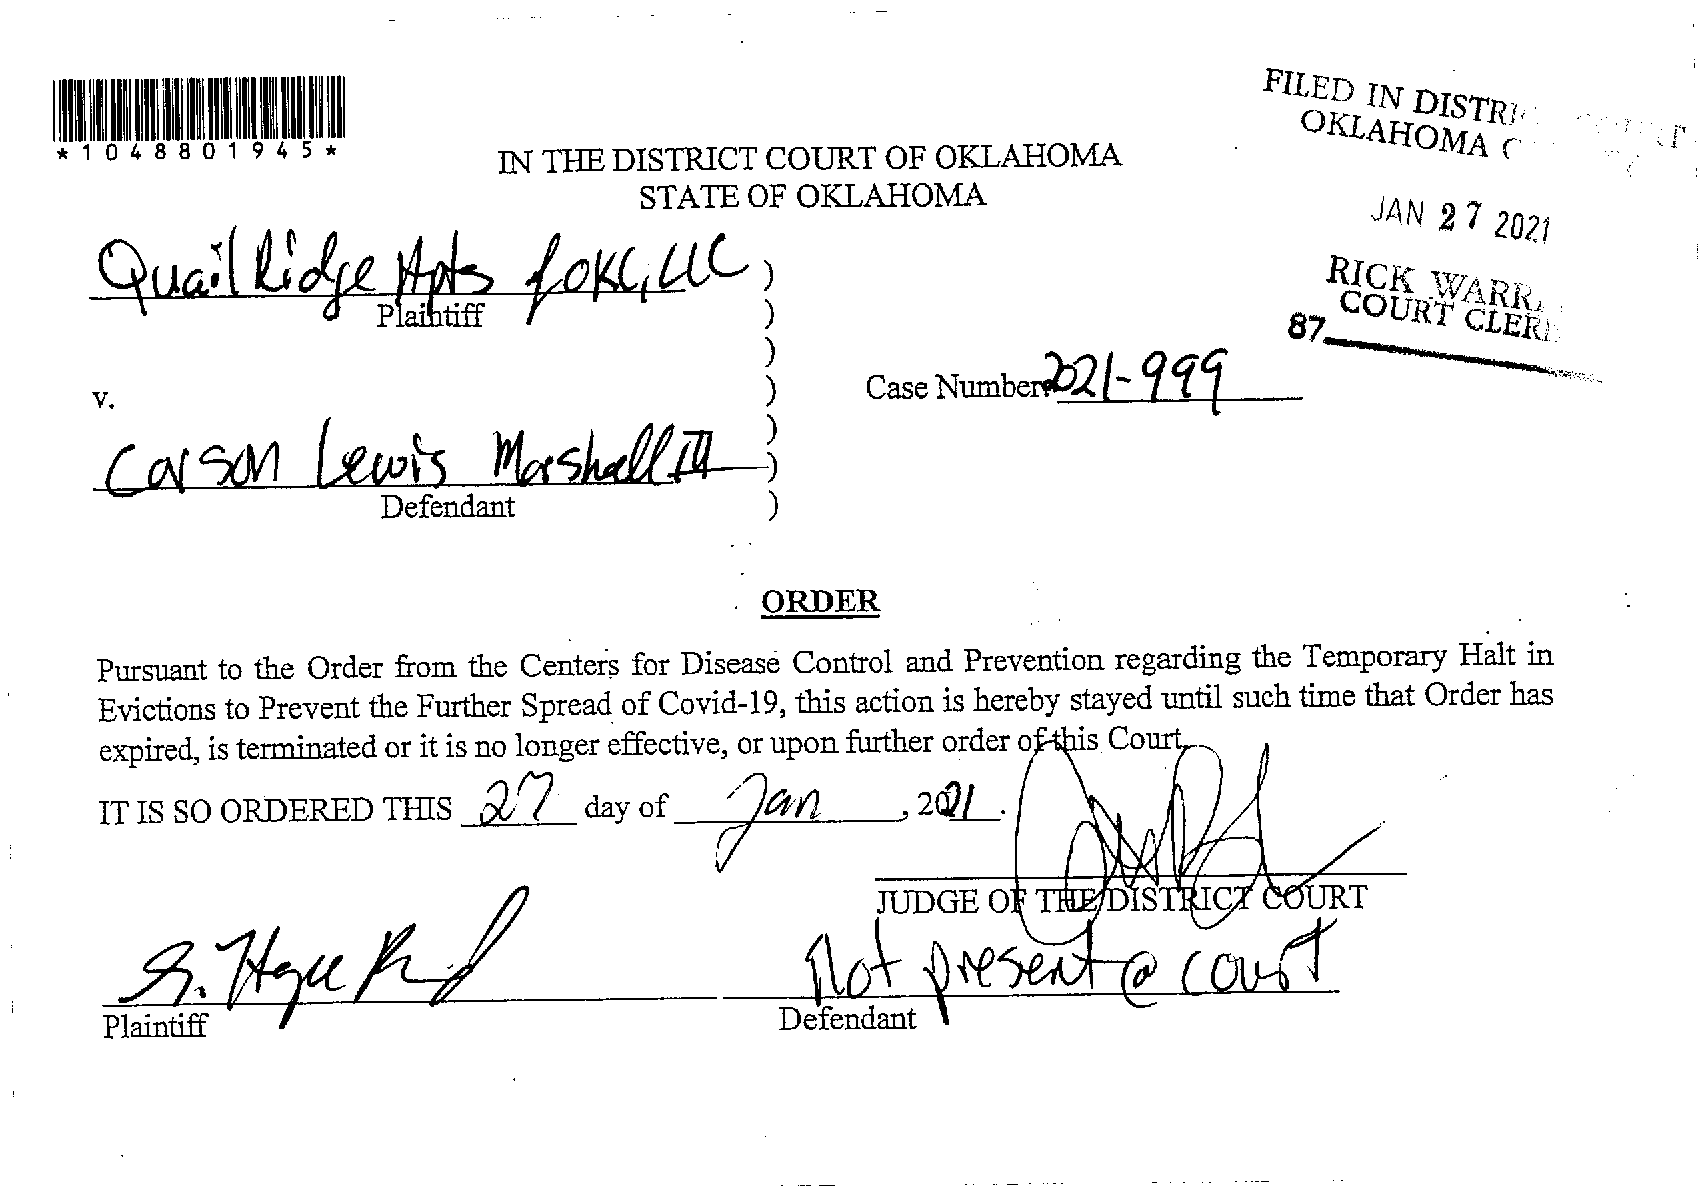 *1048801945*
FILED IN DISTRI
OKLAHOMA C
JAN 27 2021
RICK WARR
COURT CLER
87
IN THE DISTRICT COURT OF OKLAHOMA
STATE OF OKLAHOMA
Quail Ridge Apts of OKC, LLC )
Plaintiff )
)
v. ) Case Number 2021-999
)
Carson Lewis Marshall III )
Defendant )
ORDER
Pursuant to the Order from the Centers for Disease Control and Prevention regarding the Temporary Halt in
Evictions to Prevent the Further Spread of Covid-19, this action is hereby stayed until such time that Order has
expired, is terminated or it is no longer effective, or upon further order of this Court.
IT IS SO ORDERED THIS 27 day of Jan, 2021.
JUDGE OF THE DISTRICT COURT
Not present @ court
Plaintiff Defendant